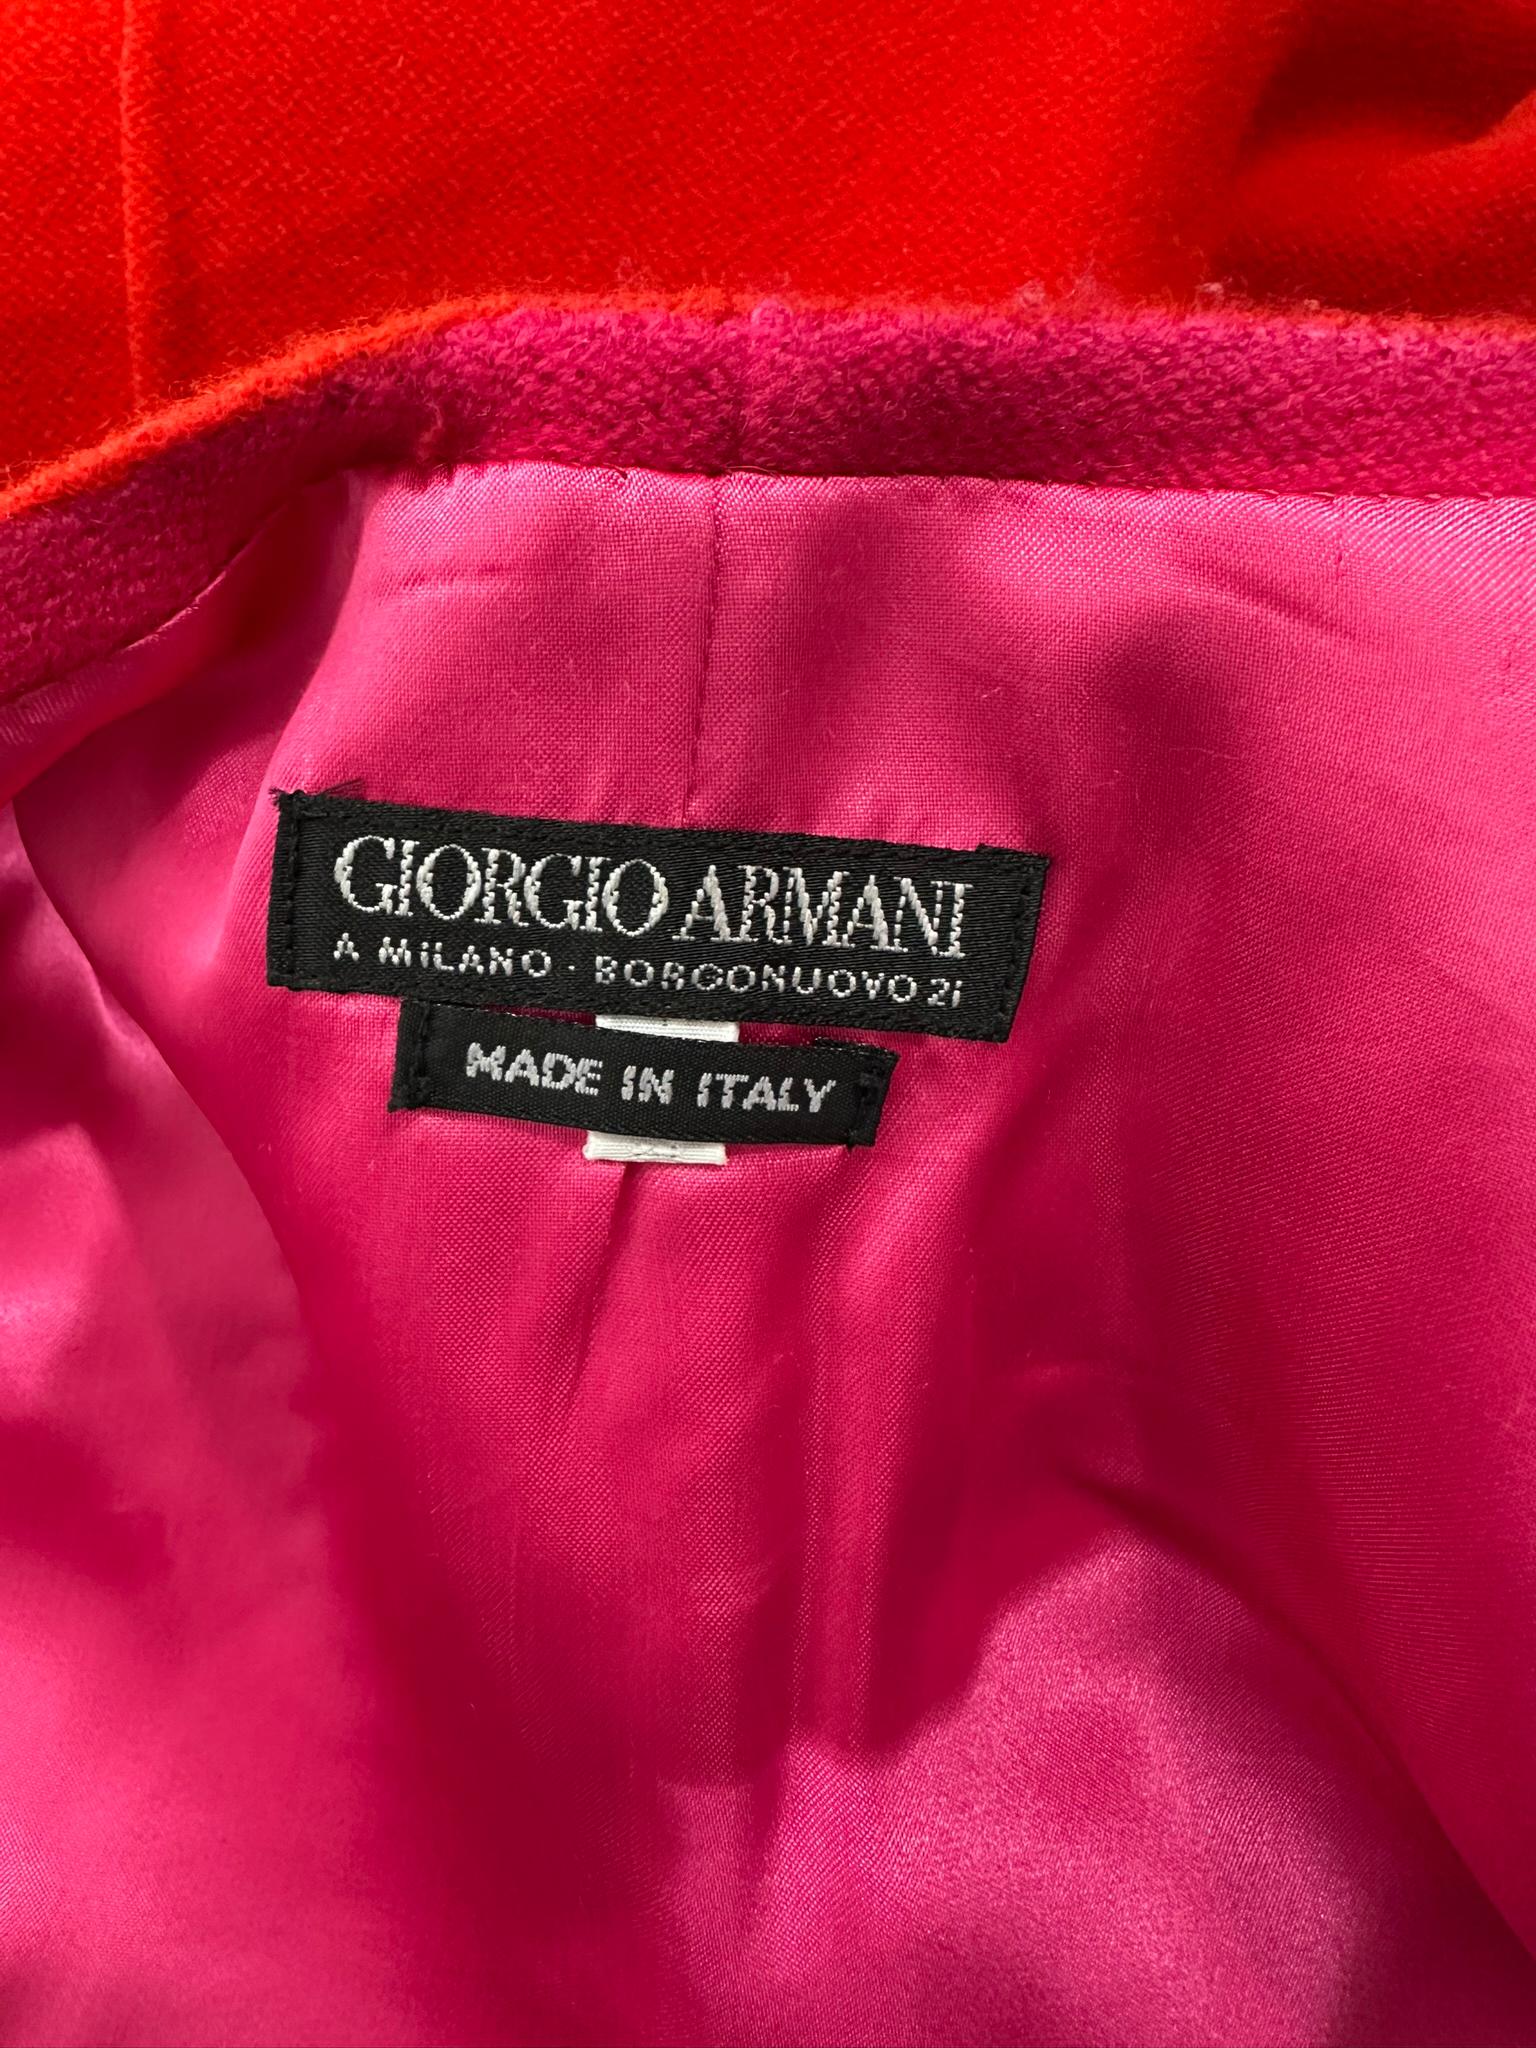 GIORGIO ARMANI
A MILANO · BORGONUOVO 21
MADE IN ITALY